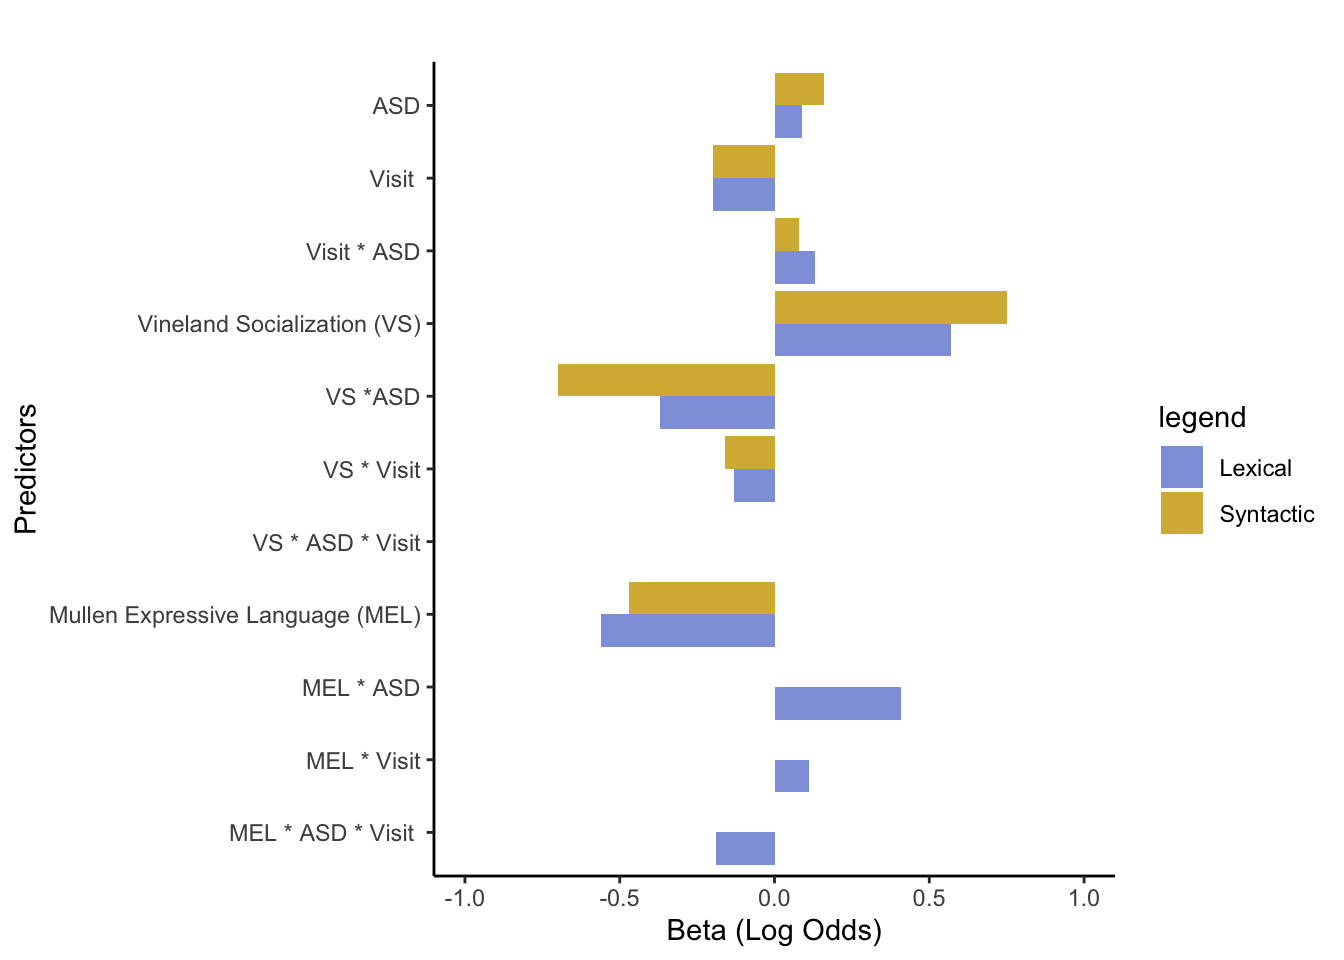 ASD
Visit
Visit * ASD
Vineland Socialization (VS)
VS *ASD
VS * Visit
VS * ASD * Visit
Mullen Expressive Language (MEL)
MEL * ASD
MEL * Visit
MEL * ASD * Visit
Predictors
-1.0 -0.5 0.0 0.5 1.0
Beta (Log Odds)
legend
Lexical
Syntactic